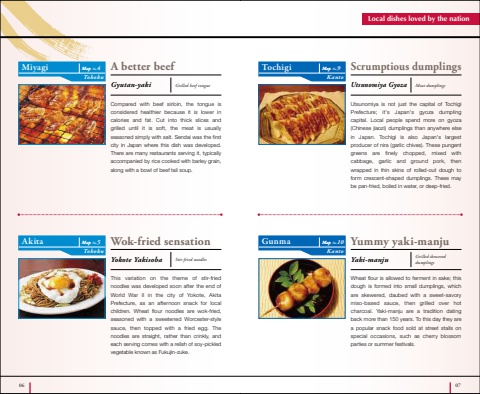 Local dishes loved by the nation
Miyagi
Map No.4
Tohoku
A better beef
Gyutan-yaki
Grilled beef tongue
Compared with beef sirloin, the tongue is
considered healthier because it is lower in
calories and fat. Cut into thick slices and
grilled until it is soft, the meat is usually
seasoned simply with salt. Sendai was the first
city in Japan where this dish was developed.
There are many restaurants serving it, typically
accompanied by rice cooked with barley grain,
along with a bowl of beef tail soup.
Akita
Map No.5
Tohoku
Wok-fried sensation
Yokote Yakisoba
Stir-fried noodles
This variation on the theme of stir-fried
noodles was developed soon after the end of
World War II in the city of Yokote, Akita
Prefecture, as an afternoon snack for local
children. Wheat flour noodles are wok-fried,
seasoned with a sweetened Worcester-style
sauce, then topped with a fried egg. The
noodles are straight, rather than crinkly, and
each serving comes with a relish of soy-pickled
vegetable known as Fukujin-zuke.
06
Tochigi
Map No.9
Kanto
Scrumptious dumplings
Utsunomiya Gyoza
Meat dumplings
Utsunomiya is not just the capital of Tochigi
Prefecture; it's Japan's gyoza dumpling
capital. Local people spend more on gyoza
(Chinese jiaozi) dumplings than anywhere else
in Japan. Tochigi is also Japan's largest
producer of nira (garlic chives). These pungent
greens are finely chopped, mixed with
cabbage, garlic and ground pork, then
wrapped in thin skins of rolled-out dough to
form crescent-shaped dumplings. These may
be pan-fried, boiled in water, or deep-fried.
Gunma
Map No.10
Kanto
Yummy yaki-manju
Yaki-manju
Grilled skewered
dumplings
Wheat flour is allowed to ferment in sake; this
dough is formed into small dumplings, which
are skewered, daubed with a sweet-savory
miso-based sauce, then grilled over hot
charcoal. Yaki-manju are a tradition dating
back more than 150 years. To this day they are
a popular snack food sold at street stalls on
special occasions, such as cherry blossom
parties or summer festivals.
07